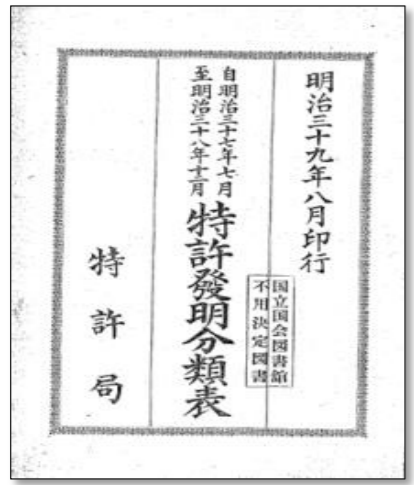 明治三十九年八月印行
自明治三十七年七月
至明治三十八年十二月
特許發明分類表
国立国会図書館
不用決定図書
特許局